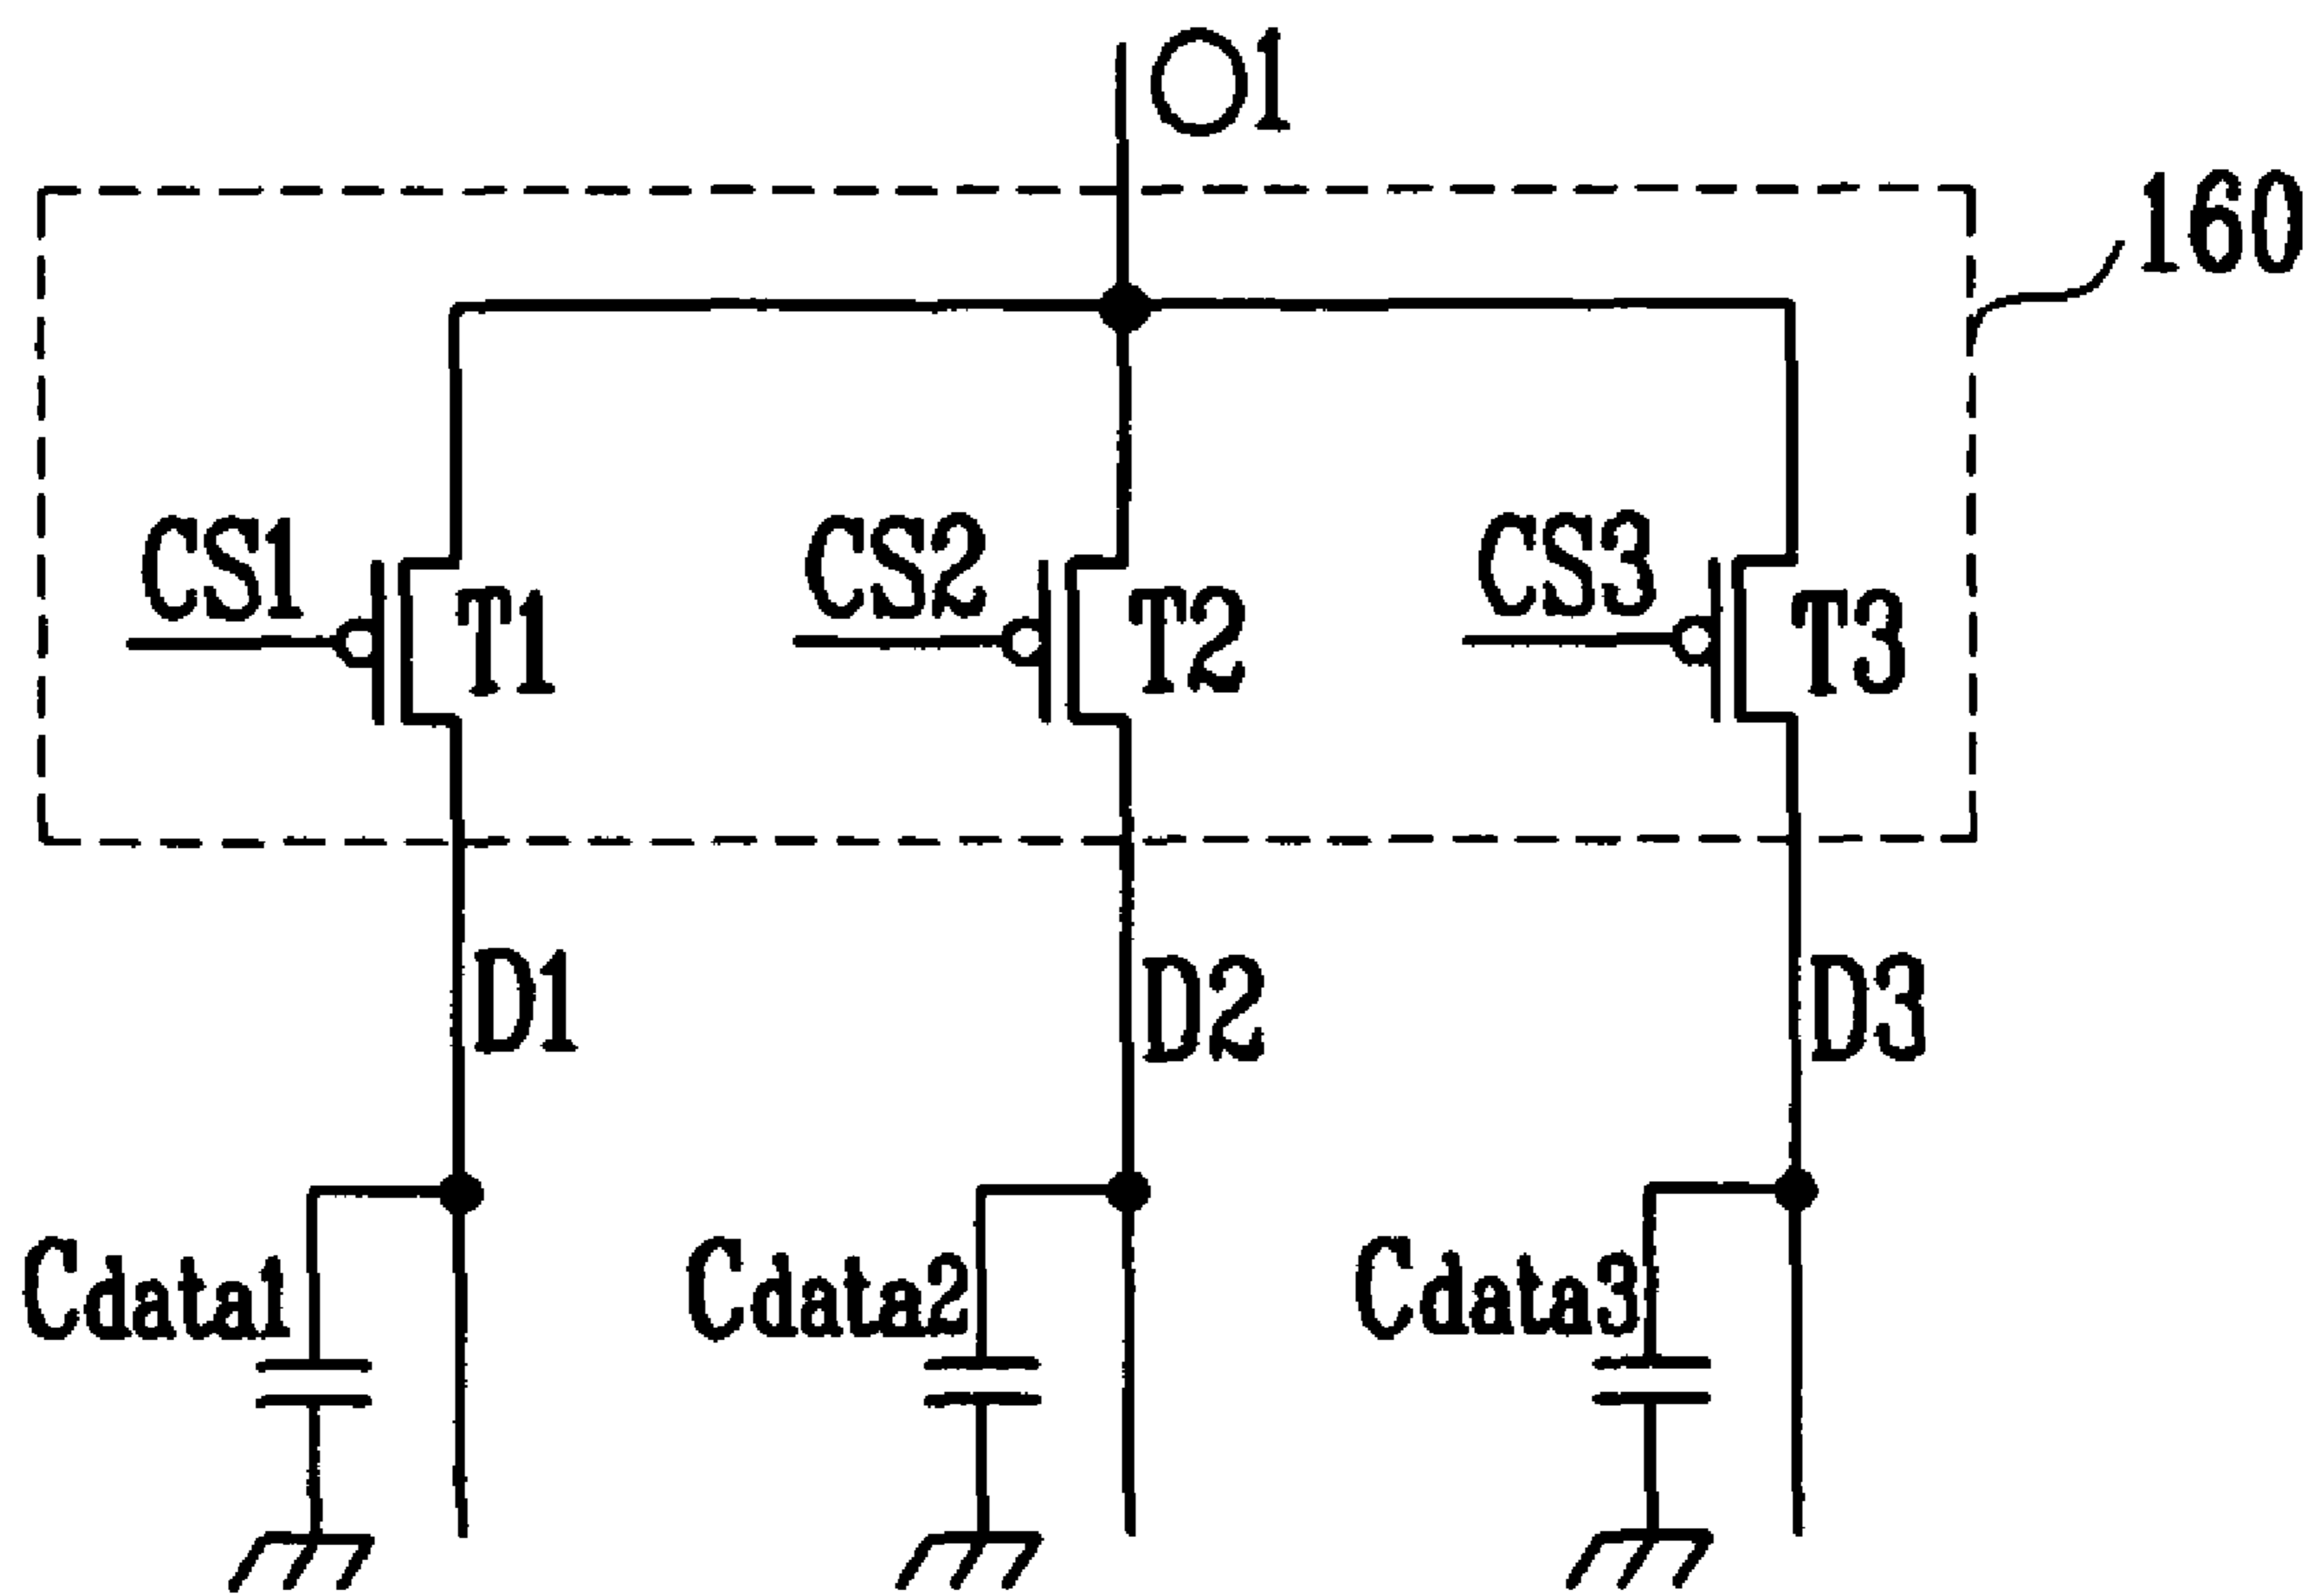 O1
160
CS1
CS2
CS3
T1
T2
T3
D1
D2
D3
Cdata1
Cdata2
Cdata3